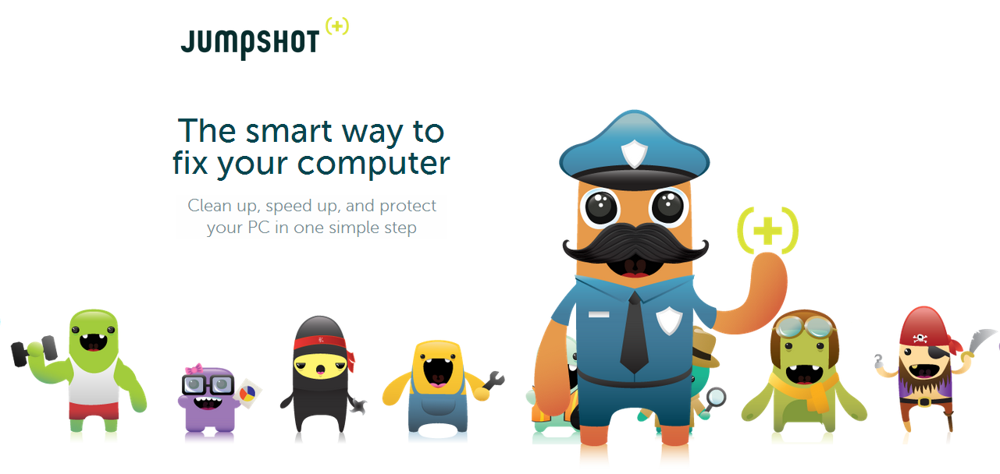 JUMPSHOT (+)
The smart way to
fix your computer
Clean up, speed up, and protect
your PC in one simple step
(+)